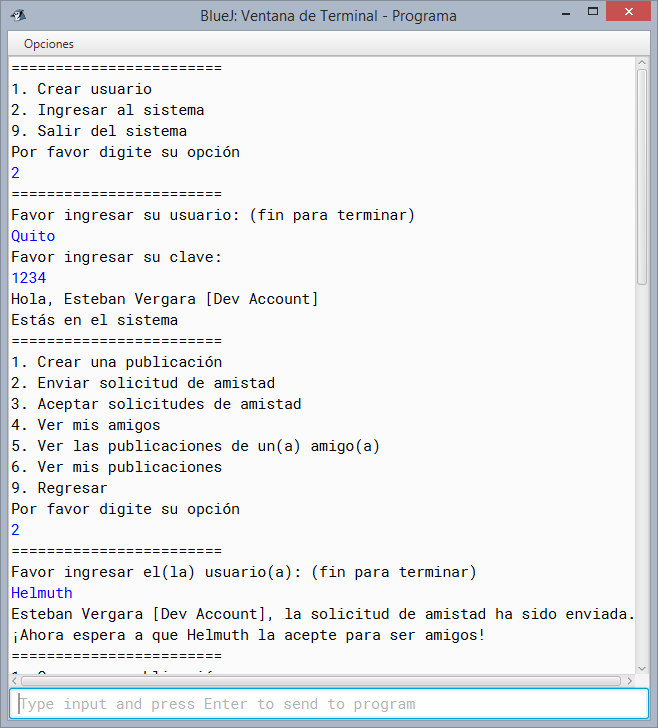 BlueJ: Ventana de Terminal - Programa
Opciones
========================
1. Crear usuario
2. Ingresar al sistema
9. Salir del sistema
Por favor digite su opción
2
========================
Favor ingresar su usuario: (fin para terminar)
Quito
Favor ingresar su clave:
1234
Hola, Esteban Vergara [Dev Account]
Estás en el sistema
========================
1. Crear una publicación
2. Enviar solicitud de amistad
3. Aceptar solicitudes de amistad
4. Ver mis amigos
5. Ver las publicaciones de un(a) amigo(a)
6. Ver mis publicaciones
9. Regresar
Por favor digite su opción
2
========================
Favor ingresar el(la) usuario(a): (fin para terminar)
Helmuth
Esteban Vergara [Dev Account], la solicitud de amistad ha sido enviada.
¡Ahora espera a que Helmuth la acepte para ser amigos!
========================
Type input and press Enter to send to program